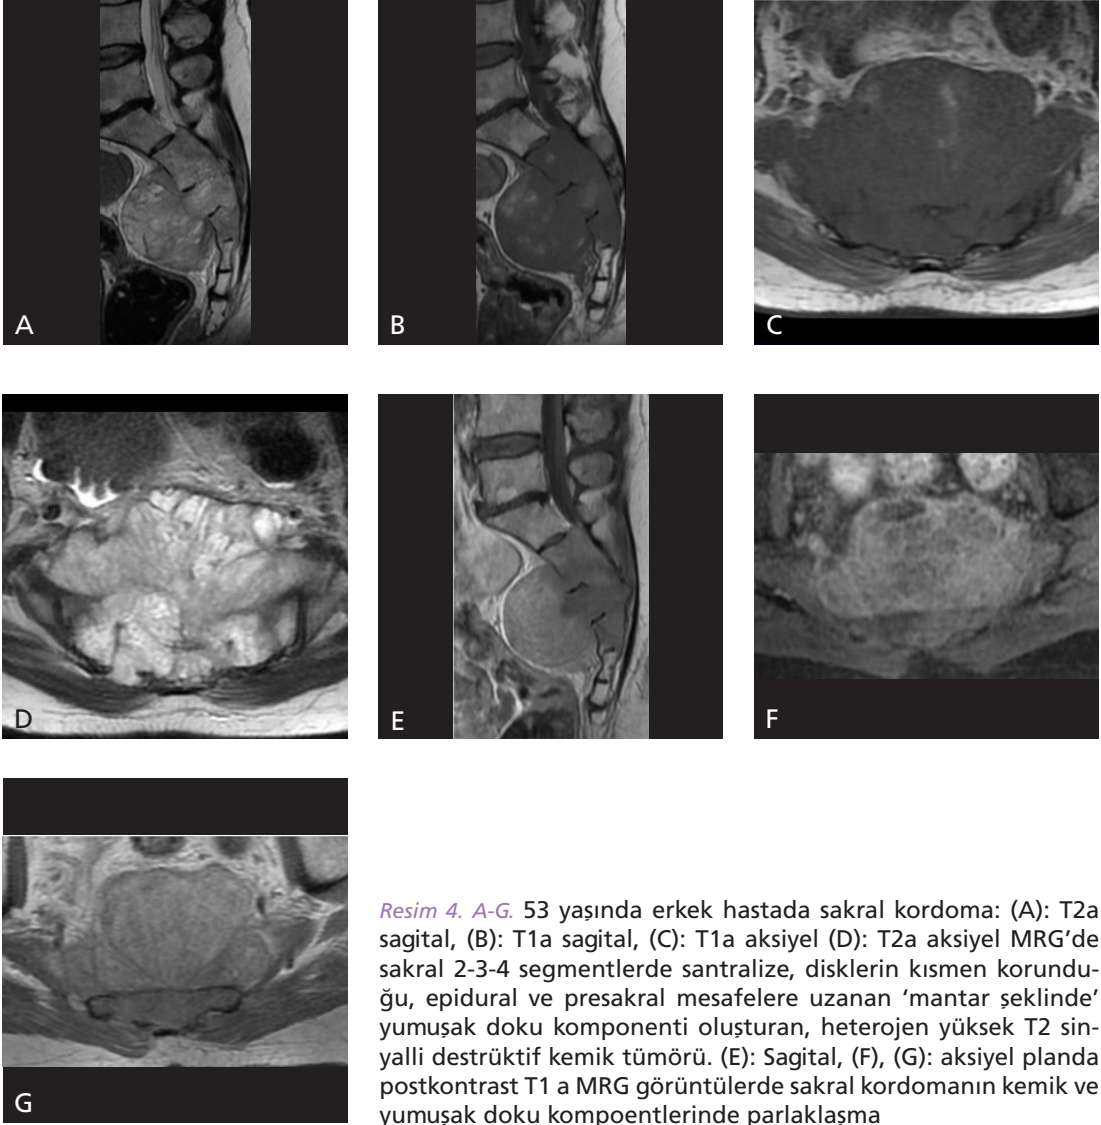 A
B
C
D
E
F
G
Resim 4. A-G. 53 yaşında erkek hastada sakral kordoma: (A): T2a
sagital, (B): T1a sagital, (C): T1a aksiyel (D): T2a aksiyel MRG’de
sakral 2-3-4 segmentlerde santralize, disklerin kısmen korundu-
ğu, epidural ve presakral mesafelere uzanan ‘mantar şeklinde’
yumuşak doku komponenti oluşturan, heterojen yüksek T2 sin-
yalli destrüktif kemik tümörü. (E): Sagital, (F), (G): aksiyel planda
postkontrast T1 a MRG görüntülerde sakral kordomanın kemik ve
yumuşak doku kompoentlerinde parlaklaşma